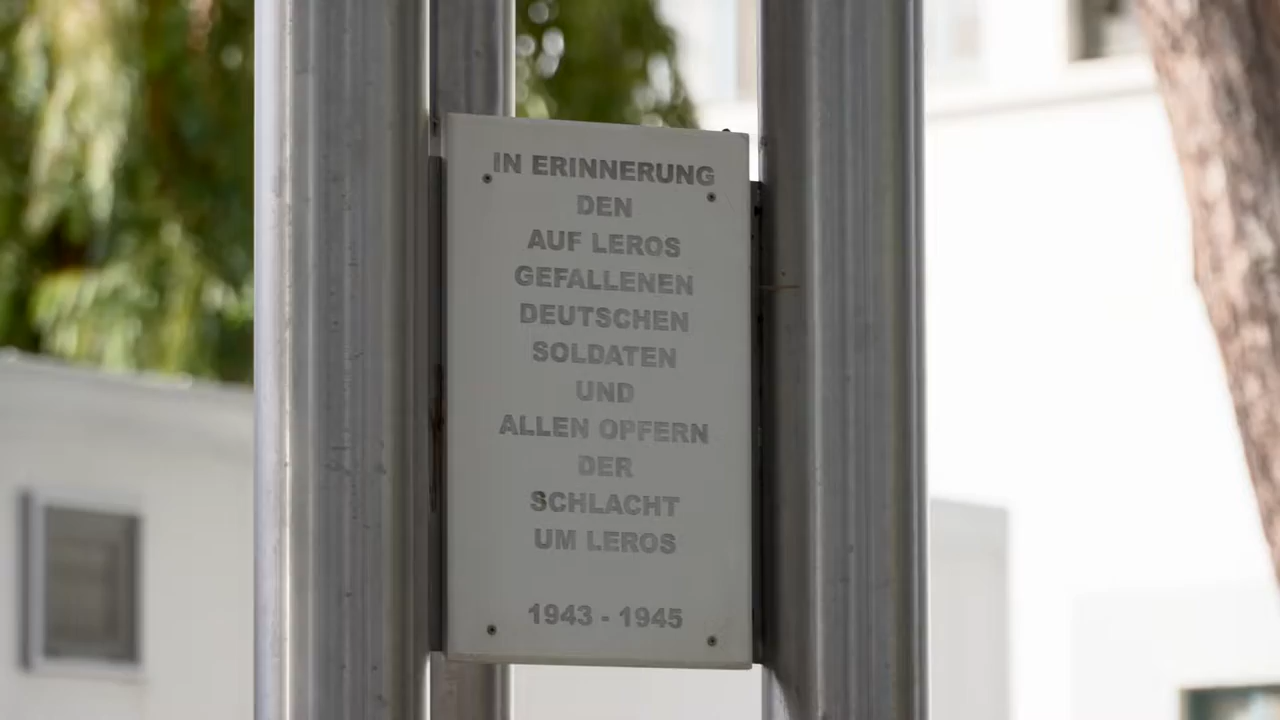 IN ERINNERUNG
DEN
AUF LEROS
GEFALLENEN
DEUTSCHEN
SOLDATEN
UND
ALLEN OPFERN
DER
SCHLACHT
UM LEROS
1943 - 1945